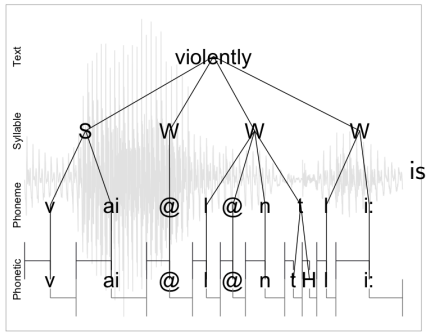 Text violently
Syllable S W W W
is
Phoneme v ai @ l @ n t l i:
Phonetic v ai @ l @ n t H l i: